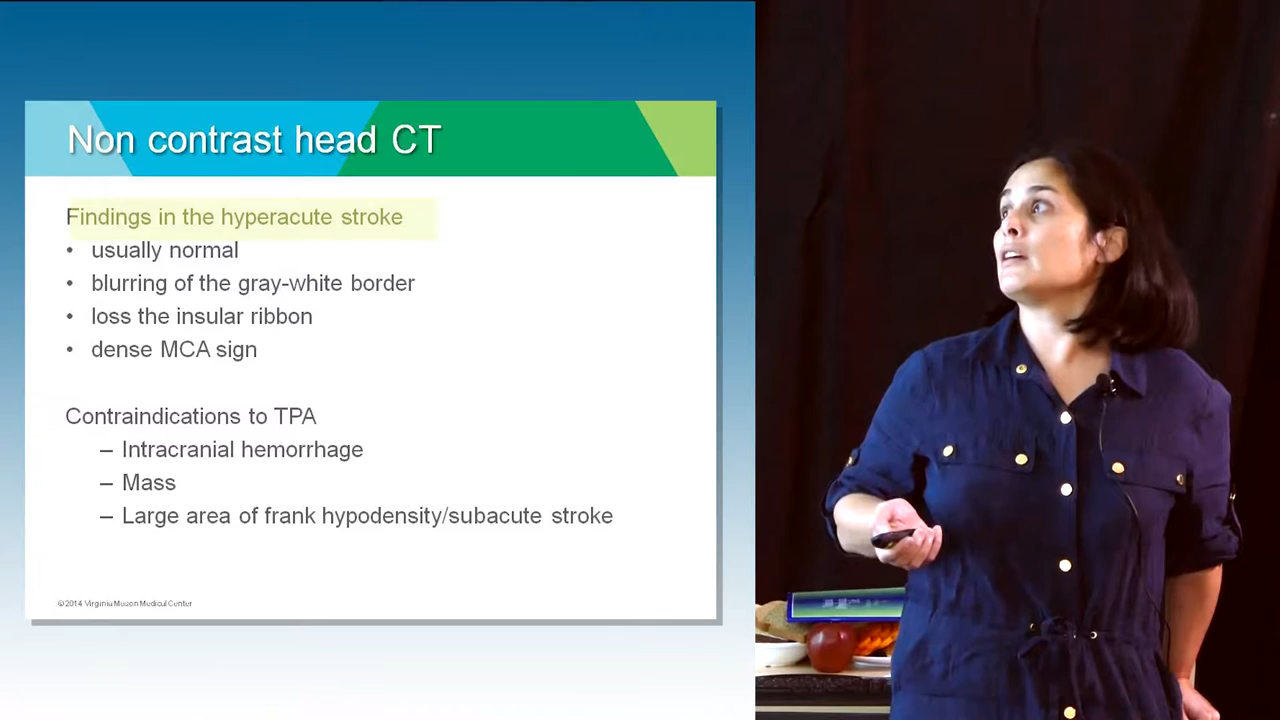 Non contrast head CT
Findings in the hyperacute stroke
• usually normal
• blurring of the gray-white border
• loss the insular ribbon
• dense MCA sign
Contraindications to TPA
– Intracranial hemorrhage
– Mass
– Large area of frank hypodensity/subacute stroke
©2014 Virginia Mason Medical Center